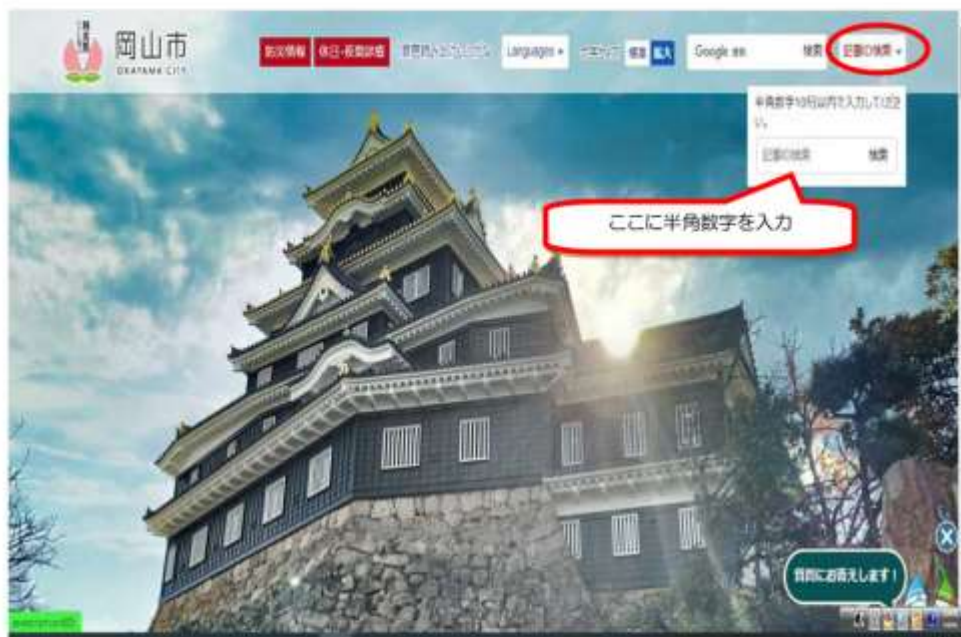 岡山市
OKAYAMA CITY
防災情報 休日・夜間診療 Languages 標準 拡大 Google 検索 検索 記事ID検索
半角数字10桁以内で入力してください。
記事ID検索 検索
ここに半角数字を入力
質問にお答えします！